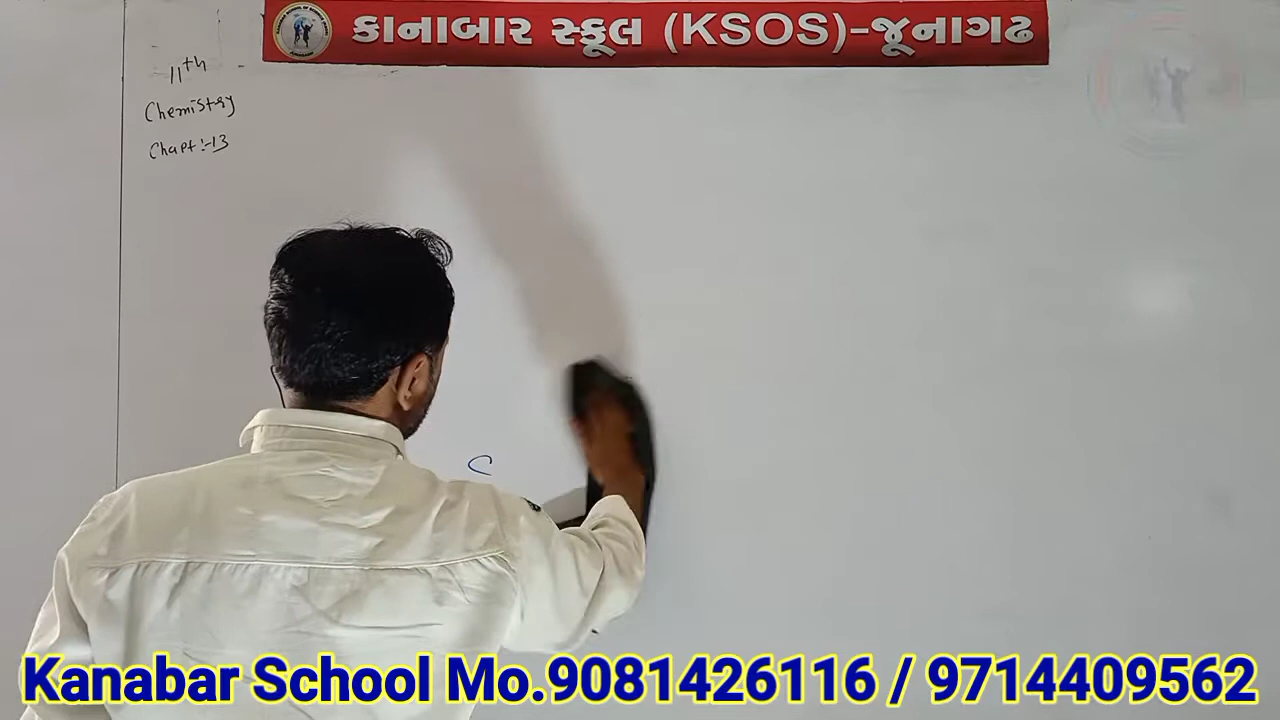 કાનાબાર સ્કૂલ (KSOS)-જૂનાગઢ
11th
Chemistry
Chapt:-13
C
Kanabar School Mo.9081426116 / 9714409562